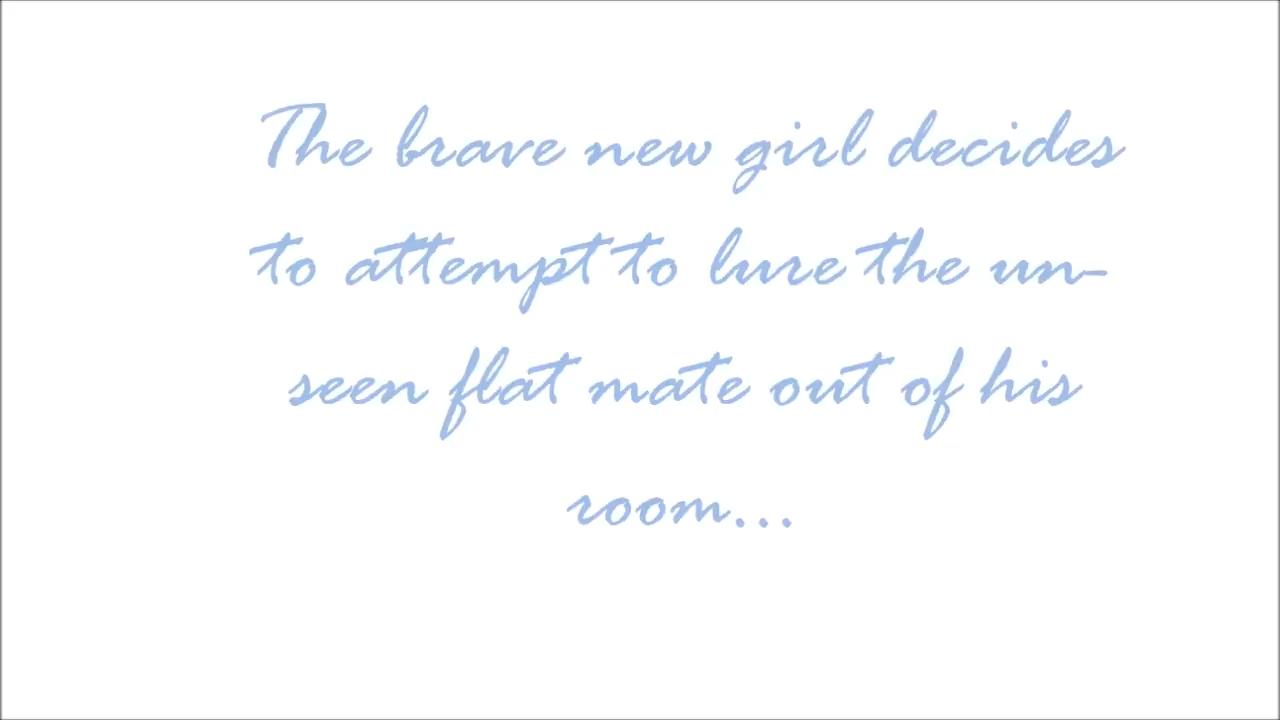 The brave new girl decides
to attempt to lure the un-
seen flat mate out of his
room...